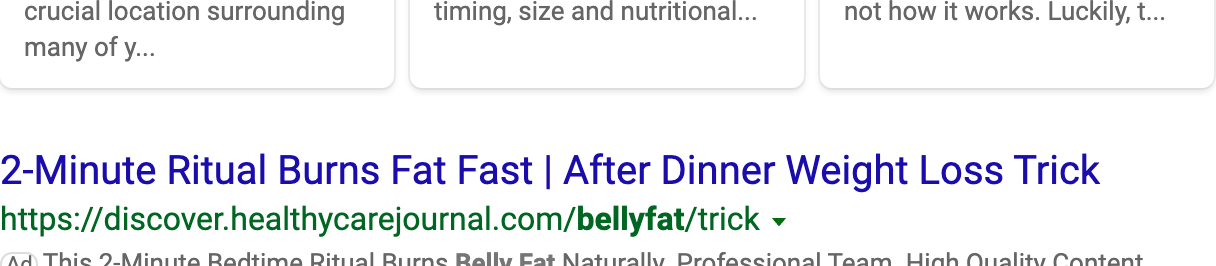 crucial location surrounding
many of y...
timing, size and nutritional...
not how it works. Luckily, t...
2-Minute Ritual Burns Fat Fast | After Dinner Weight Loss Trick
https://discover.healthycarejournal.com/bellyfat/trick
Ad This 2-Minute Bedtime Ritual Burns Belly Fat Naturally. Professional Team. High Quality Content.